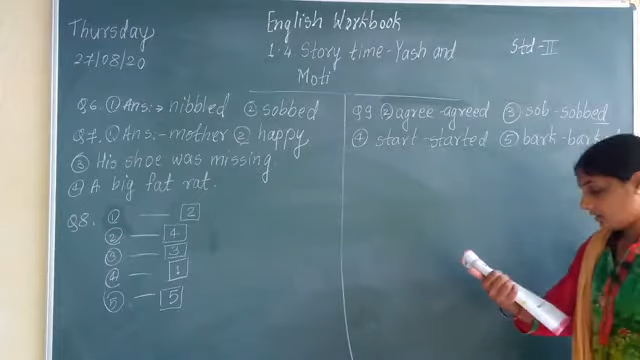 Thursday
27/08/20
English Workbook
1.4 Story time - Yash and
Moti
Std-II
Q6. ① Ans:→ nibbled ② sobbed
Q7. ① Ans. - mother ② happy
③ His shoe was missing.
④ A big fat rat.
Q8. ① — 2
② — 4
③ — 3
④ — 1
⑤ — 5
Q9 ② agree - agreed ③ sob - sobbed
④ start - started ⑤ bark -